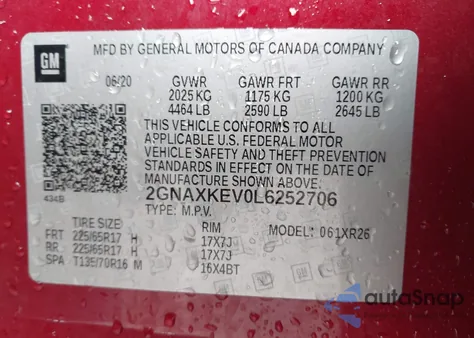 GM
MFD BY GENERAL MOTORS OF CANADA COMPANY
06/20 GVWR GAWR FRT GAWR RR
2025 KG 1175 KG 1200 KG
4464 LB 2590 LB 2645 LB
THIS VEHICLE CONFORMS TO ALL
APPLICABLE U.S. FEDERAL MOTOR
VEHICLE SAFETY AND THEFT PREVENTION
STANDARDS IN EFFECT ON THE DATE OF
MANUFACTURE SHOWN ABOVE.
434B
2GNAXKEV0L6252706
TYPE: M.P.V.
TIRE SIZE: RIM MODEL: 061XR26
FRT 225/65R17 H 17X7J
RR 225/65R17 H 17X7J
SPA T135/70R16 M 16X4BT
autoSnap